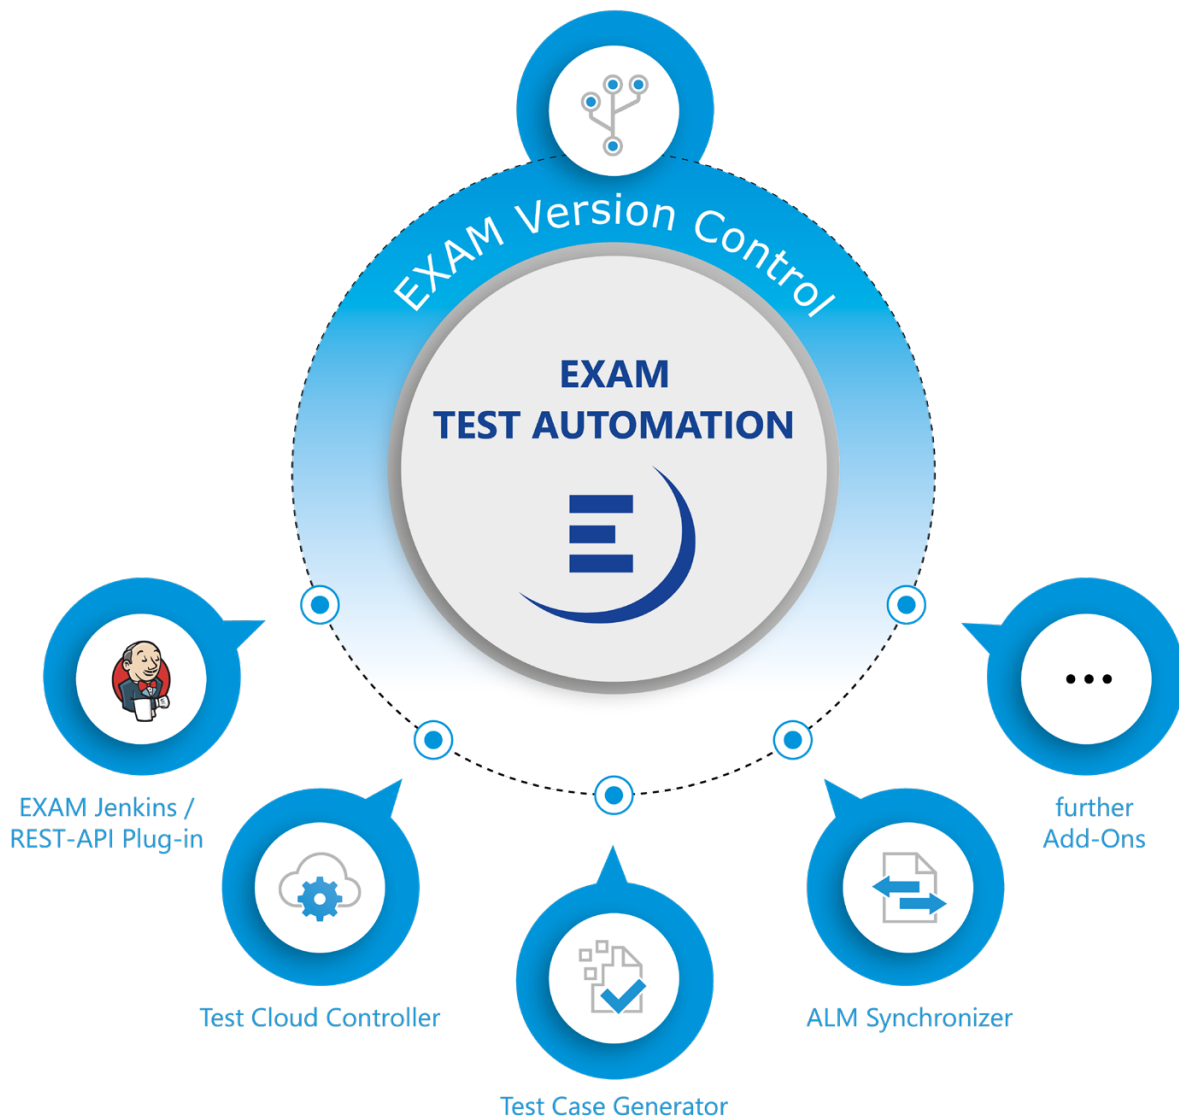 EXAM Version Control
EXAM
TEST AUTOMATION
EXAM Jenkins /
REST-API Plug-in
further
Add-Ons
Test Cloud Controller
ALM Synchronizer
Test Case Generator